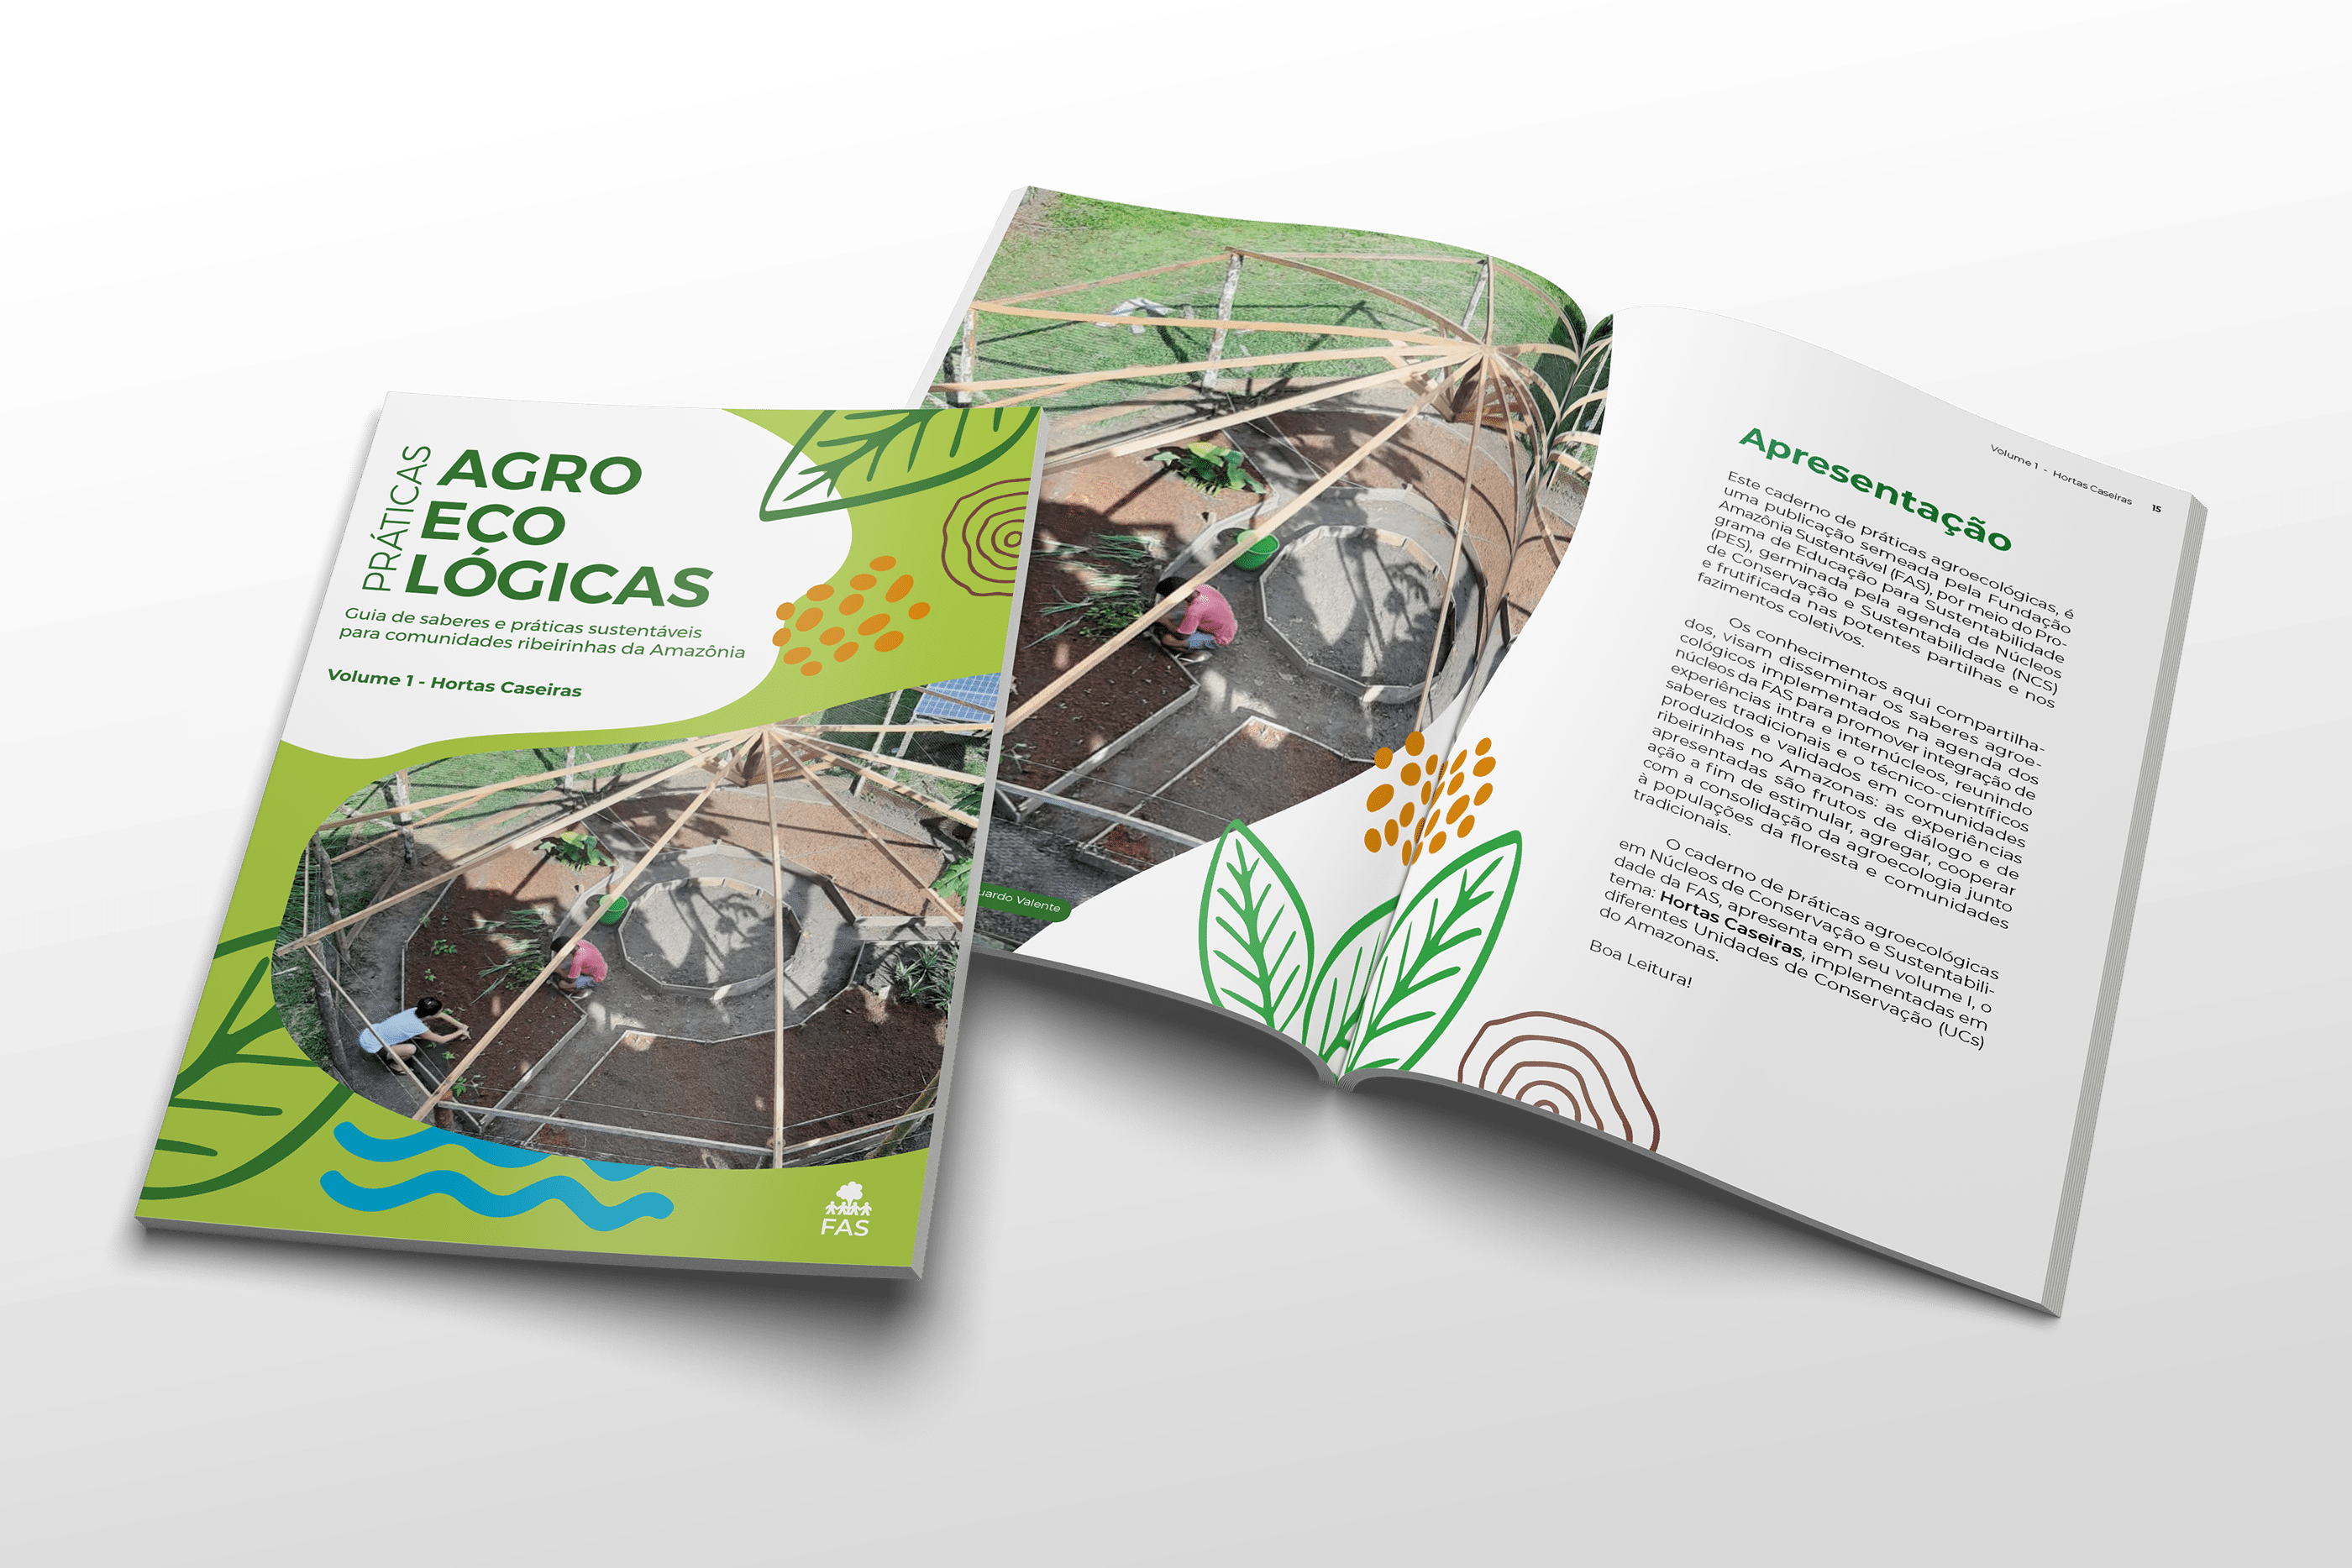 PRÁTICAS
AGRO
ECO
LÓGICAS
Guia de saberes e práticas sustentáveis
para comunidades ribeirinhas da Amazônia
Volume 1 - Hortas Caseiras
FAS
Valente
Volume 1 - Hortas Caseiras 15
Apresentação
Este caderno de práticas agroecológicas, é
uma publicação semeada pela Fundação
Amazônia Sustentável (FAS), por meio do Pro-
grama de Educação para Sustentabilidade
(PES), germinada pela agenda de Núcleos
de Conservação e Sustentabilidade (NCS)
e frutificada nas potentes partilhas e nos
fazimentos coletivos.
Os conhecimentos aqui compartilha-
dos, visam disseminar os saberes agroe-
cológicos implementados na agenda dos
núcleos da FAS para promover integração de
experiências intra e internúcleos, reunindo
saberes tradicionais e o técnico-científicos
produzidos e validados em comunidades
ribeirinhas no Amazonas: as experiências
apresentadas são frutos de diálogo e de
ação a fim de estimular, agregar, cooperar
com a consolidação da agroecologia junto
à populações da floresta e comunidades
tradicionais.
O caderno de práticas agroecológicas
em Núcleos de Conservação e Sustentabili-
dade da FAS, apresenta em seu volume I, o
tema: Hortas Caseiras, implementadas em
diferentes Unidades de Conservação (UCs)
do Amazonas.
Boa Leitura!